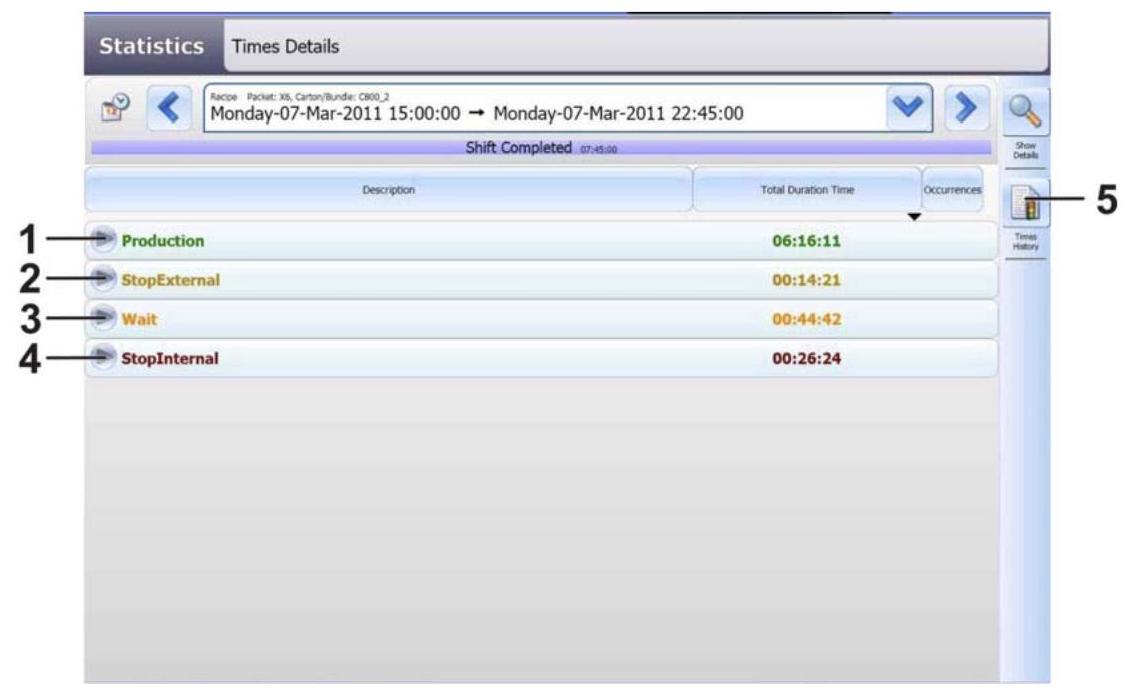 Statistics Times Details
Recipe Packet: X6, Carton/Bundle: C800_2
Monday-07-Mar-2011 15:00:00 → Monday-07-Mar-2011 22:45:00
Shift Completed 07:45:00
Show
Details
Description Total Duration Time Occurrences
5
Times
History
1 Production 06:16:11
2 StopExternal 00:14:21
3 Wait 00:44:42
4 StopInternal 00:26:24